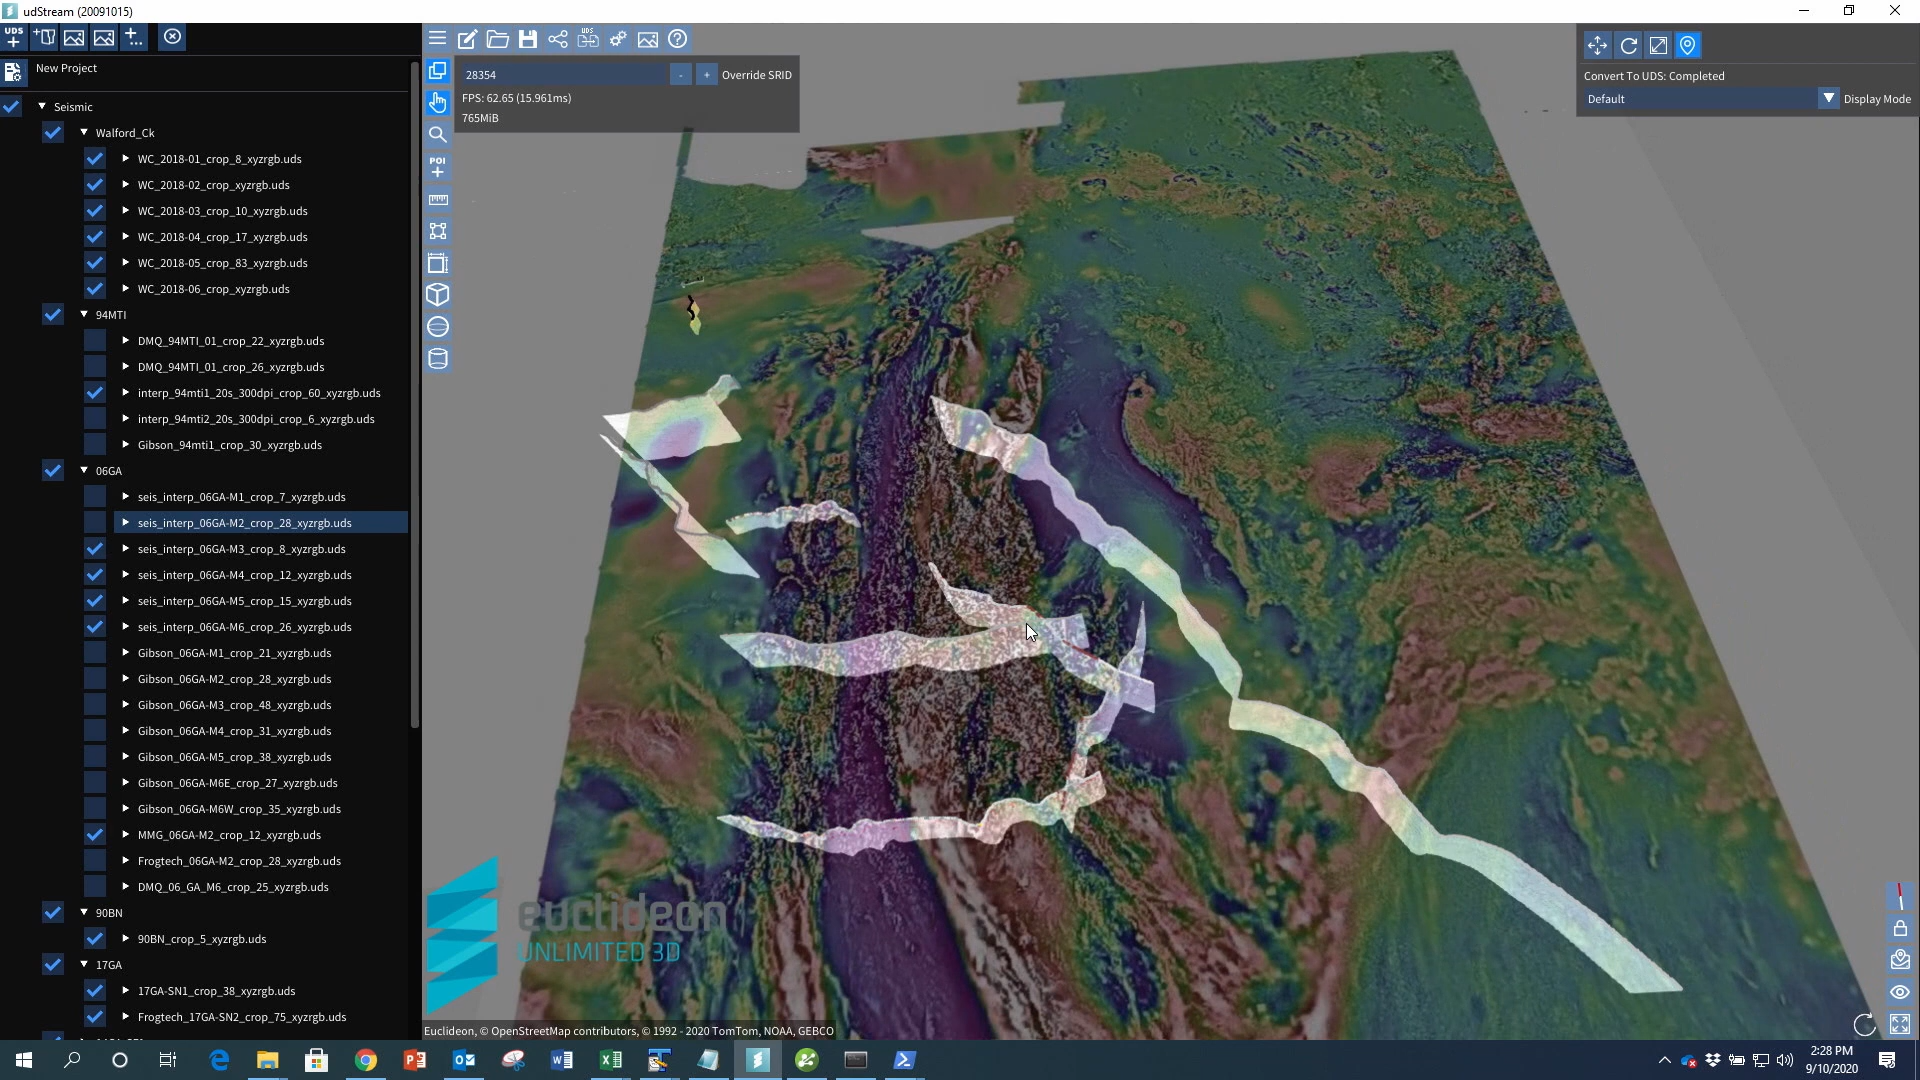 udStream (20091015)
UDS
New Project
Seismic
Walford_Ck
WC_2018-01_crop_8_xyzrgb.uds
WC_2018-02_crop_xyzrgb.uds
WC_2018-03_crop_10_xyzrgb.uds
WC_2018-04_crop_17_xyzrgb.uds
WC_2018-05_crop_83_xyzrgb.uds
WC_2018-06_crop_xyzrgb.uds
94MTI
DMQ_94MTI_01_crop_22_xyzrgb.uds
DMQ_94MTI_01_crop_26_xyzrgb.uds
interp_94mti1_20s_300dpi_crop_60_xyzrgb.uds
interp_94mti2_20s_300dpi_crop_6_xyzrgb.uds
Gibson_94mti1_crop_30_xyzrgb.uds
06GA
seis_interp_06GA-M1_crop_7_xyzrgb.uds
seis_interp_06GA-M2_crop_28_xyzrgb.uds
seis_interp_06GA-M3_crop_8_xyzrgb.uds
seis_interp_06GA-M4_crop_12_xyzrgb.uds
seis_interp_06GA-M5_crop_15_xyzrgb.uds
seis_interp_06GA-M6_crop_26_xyzrgb.uds
Gibson_06GA-M1_crop_21_xyzrgb.uds
Gibson_06GA-M2_crop_28_xyzrgb.uds
Gibson_06GA-M3_crop_48_xyzrgb.uds
Gibson_06GA-M4_crop_31_xyzrgb.uds
Gibson_06GA-M5_crop_38_xyzrgb.uds
Gibson_06GA-M6E_crop_27_xyzrgb.uds
Gibson_06GA-M6W_crop_35_xyzrgb.uds
MMG_06GA-M2_crop_12_xyzrgb.uds
Frogtech_06GA-M2_crop_28_xyzrgb.uds
DMQ_06_GA_M6_crop_25_xyzrgb.uds
90BN
90BN_crop_5_xyzrgb.uds
17GA
17GA-SN1_crop_38_xyzrgb.uds
Frogtech_17GA-SN2_crop_75_xyzrgb.uds
UDS
28354 - + Override SRID
FPS: 62.65 (15.961ms)
765MiB
POI
Convert To UDS: Completed
Default Display Mode
euclideon
UNLIMITED 3D
Euclideon, © OpenStreetMap contributors, © 1992 - 2020 TomTom, NOAA, GEBCO
2:28 PM
9/10/2020